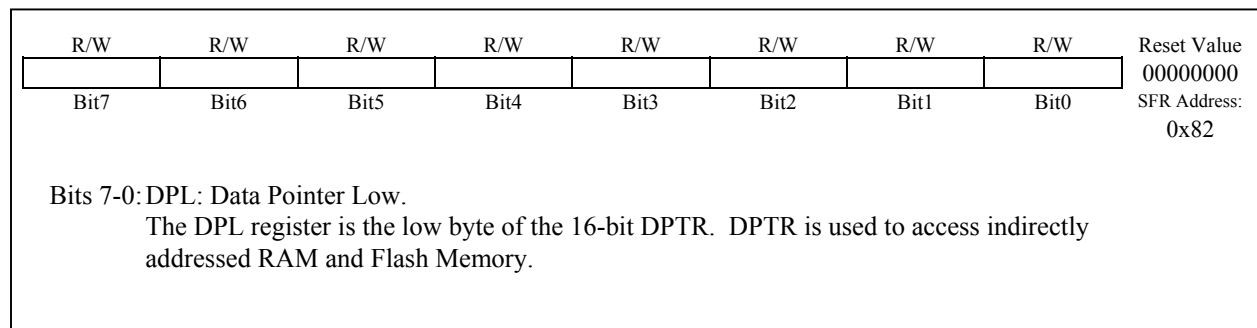 R/W R/W R/W R/W R/W R/W R/W R/W Reset Value
00000000
Bit7 Bit6 Bit5 Bit4 Bit3 Bit2 Bit1 Bit0 SFR Address:
0x82
Bits 7-0: DPL: Data Pointer Low.
The DPL register is the low byte of the 16-bit DPTR. DPTR is used to access indirectly
addressed RAM and Flash Memory.